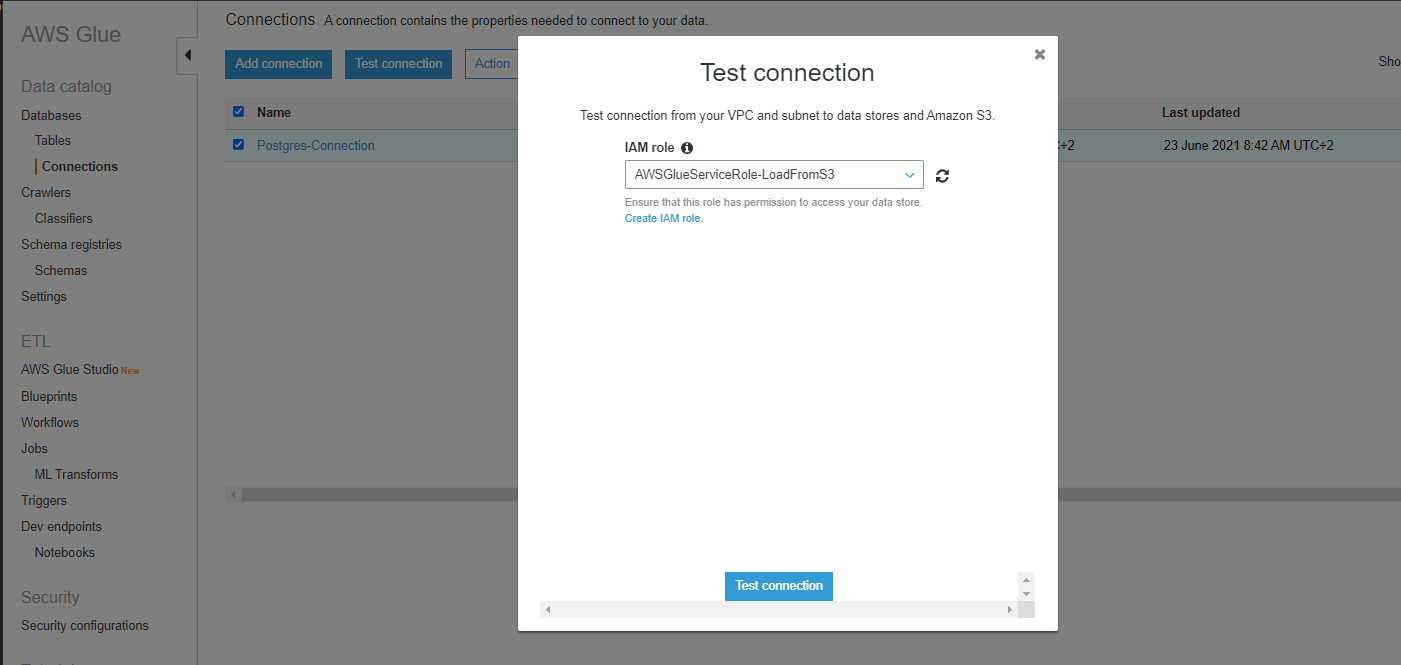 AWS Glue
Data catalog
Databases
Tables
Connections
Crawlers
Classifiers
Schema registries
Schemas
Settings
ETL
AWS Glue Studio New
Blueprints
Workflows
Jobs
ML Transforms
Triggers
Dev endpoints
Notebooks
Security
Security configurations
Connections A connection contains the properties needed to connect to your data.
Add connection Test connection Action
Sho
Name Last updated
Postgres-Connection +2 23 June 2021 8:42 AM UTC+2
Test connection
Test connection from your VPC and subnet to data stores and Amazon S3.
IAM role
AWSGlueServiceRole-LoadFromS3
Ensure that this role has permission to access your data store.
Create IAM role.
Test connection